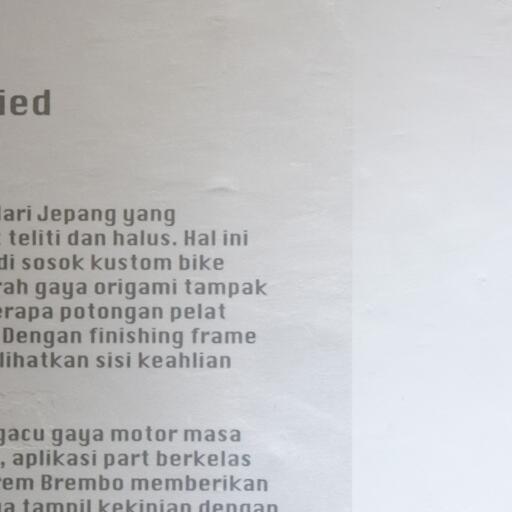 ied
dari Jepang yang
teliti dan halus. Hal ini
di sosok kustom bike
rah gaya origami tampak
erapa potongan pelat
Dengan finishing frame
lihatkan sisi keahlian
gacu gaya motor masa
, aplikasi part berkelas
rem Brembo memberikan
a tampil kekinian dengan